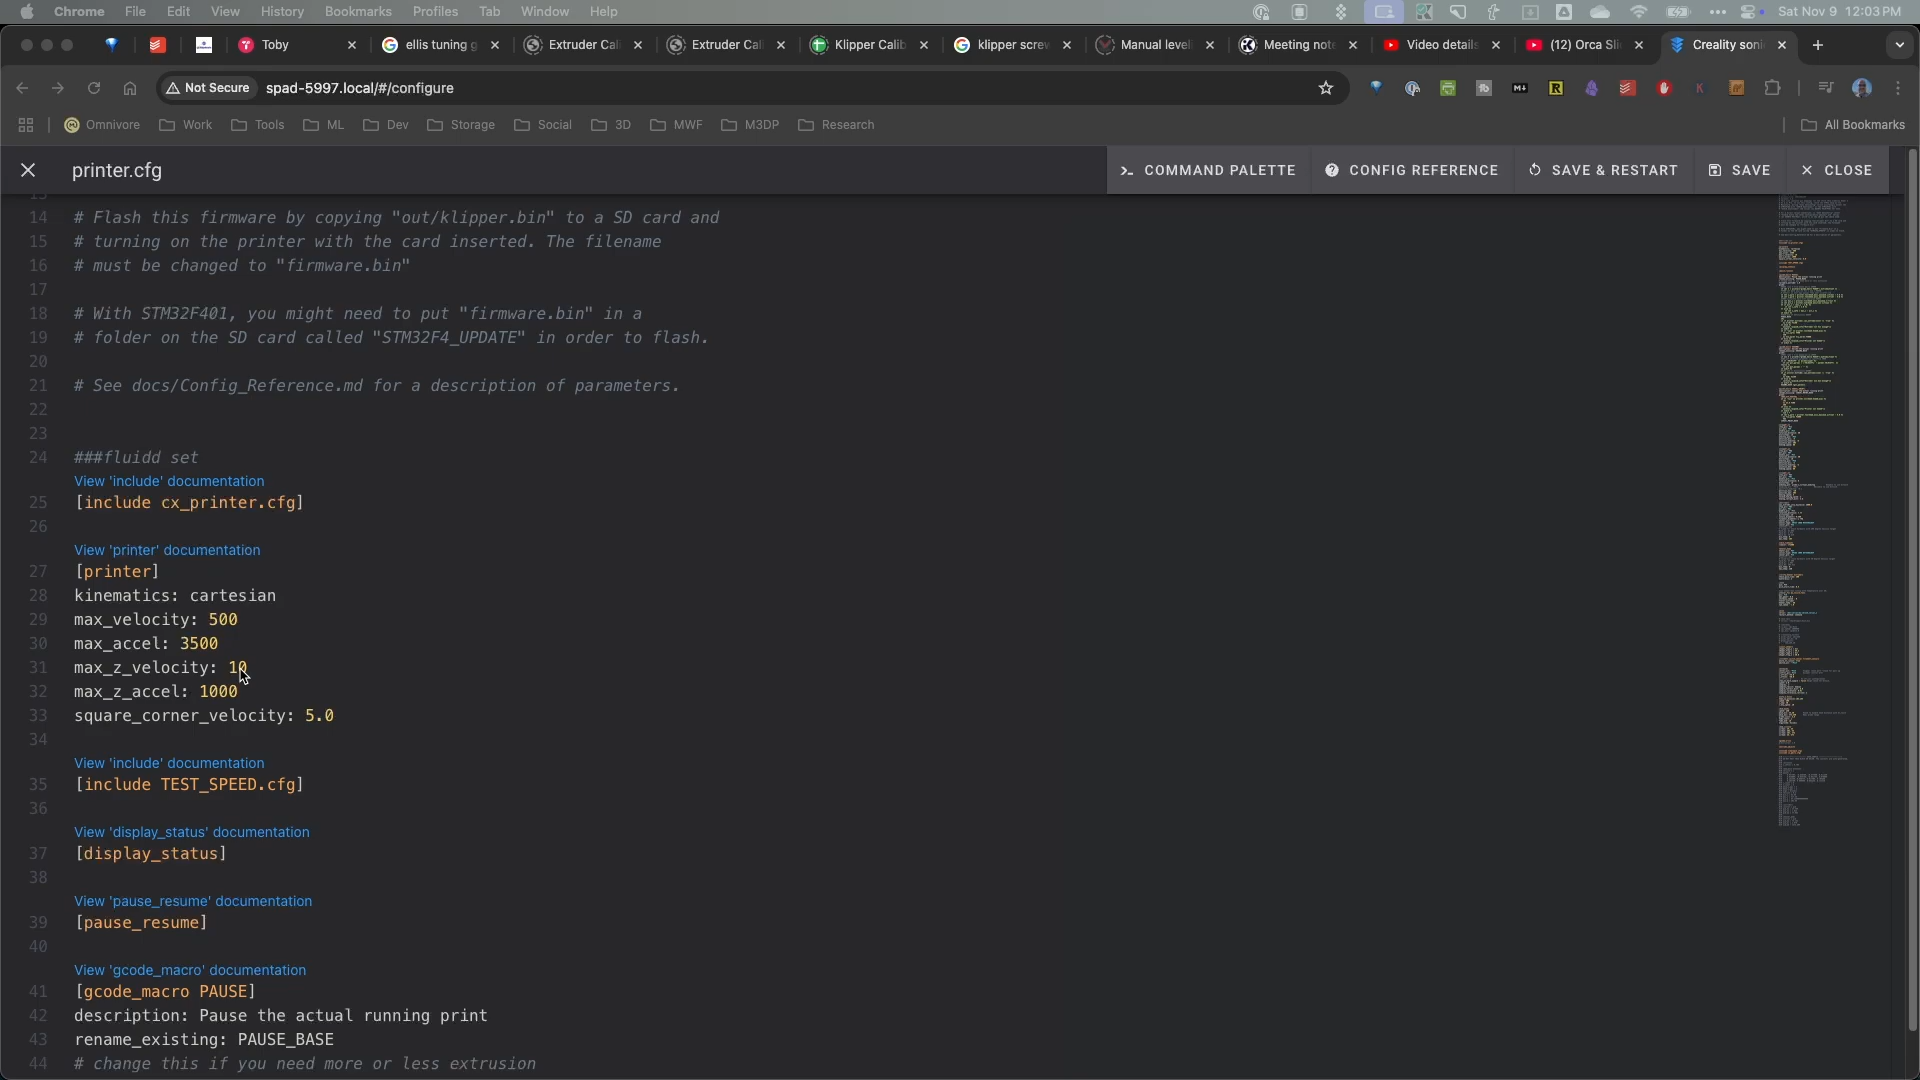 Chrome File Edit View History Bookmarks Profiles Tab Window Help Sat Nov 9 12:03 PM
Toby
ellis tuning g
Extruder Cali
Extruder Cal
Klipper Calib
klipper screw
Manual leveli
Meeting note
Video details
(12) Orca Sli
Creality soni
Not Secure spad-5997.local/#/configure
Omnivore Work Tools ML Dev Storage Social 3D MWF M3DP Research All Bookmarks
printer.cfg COMMAND PALETTE CONFIG REFERENCE SAVE & RESTART SAVE CLOSE
13
14 # Flash this firmware by copying "out/klipper.bin" to a SD card and
15 # turning on the printer with the card inserted. The filename
16 # must be changed to "firmware.bin"
17
18 # With STM32F401, you might need to put "firmware.bin" in a
19 # folder on the SD card called "STM32F4_UPDATE" in order to flash.
20
21 # See docs/Config_Reference.md for a description of parameters.
22
23
24 ###fluidd set
View 'include' documentation
25 [include cx_printer.cfg]
26
View 'printer' documentation
27 [printer]
28 kinematics: cartesian
29 max_velocity: 500
30 max_accel: 3500
31 max_z_velocity: 10
32 max_z_accel: 1000
33 square_corner_velocity: 5.0
34
View 'include' documentation
35 [include TEST_SPEED.cfg]
36
View 'display_status' documentation
37 [display_status]
38
View 'pause_resume' documentation
39 [pause_resume]
40
View 'gcode_macro' documentation
41 [gcode_macro PAUSE]
42 description: Pause the actual running print
43 rename_existing: PAUSE_BASE
44 # change this if you need more or less extrusion